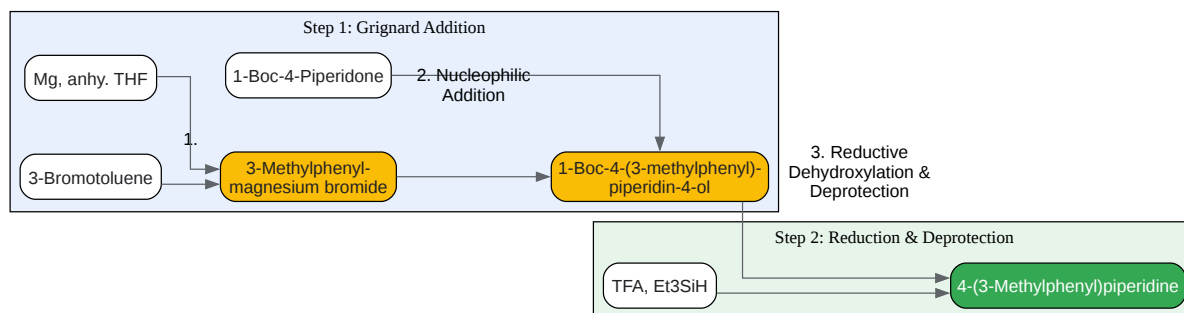 Step 1: Grignard Addition
Mg, anhy. THF
1-Boc-4-Piperidone
2. Nucleophilic
Addition
1.
3-Bromotoluene
3-Methylphenyl-
magnesium bromide
1-Boc-4-(3-methylphenyl)-
piperidin-4-ol
3. Reductive
Dehydroxylation &
Deprotection
Step 2: Reduction & Deprotection
TFA, Et3SiH
4-(3-Methylphenyl)piperidine